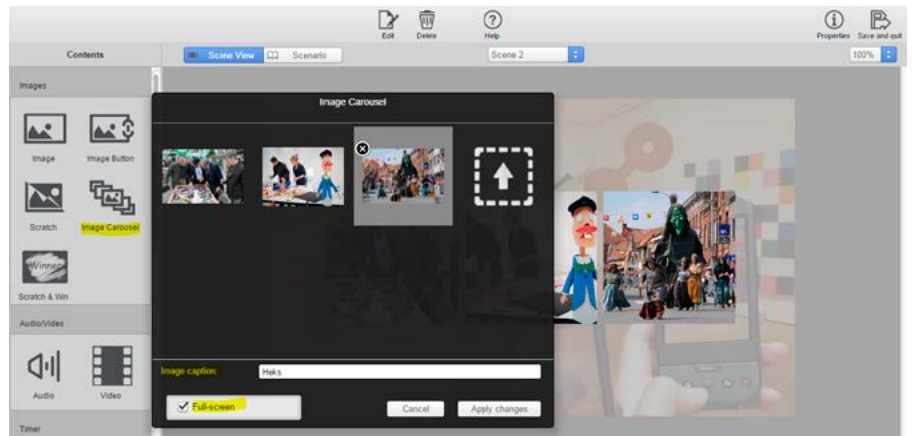 Edit
Delete
Help
Properties
Save and quit
Contents
Scene View
Scenario
Scene 2
100%
Images
Image
Image Button
Scratch
Image Carousel
Winner
Scratch & Win
Audio/Video
Audio
Video
Timer
Image Carousel
Image caption:
Heks
Full-screen
Cancel
Apply changes